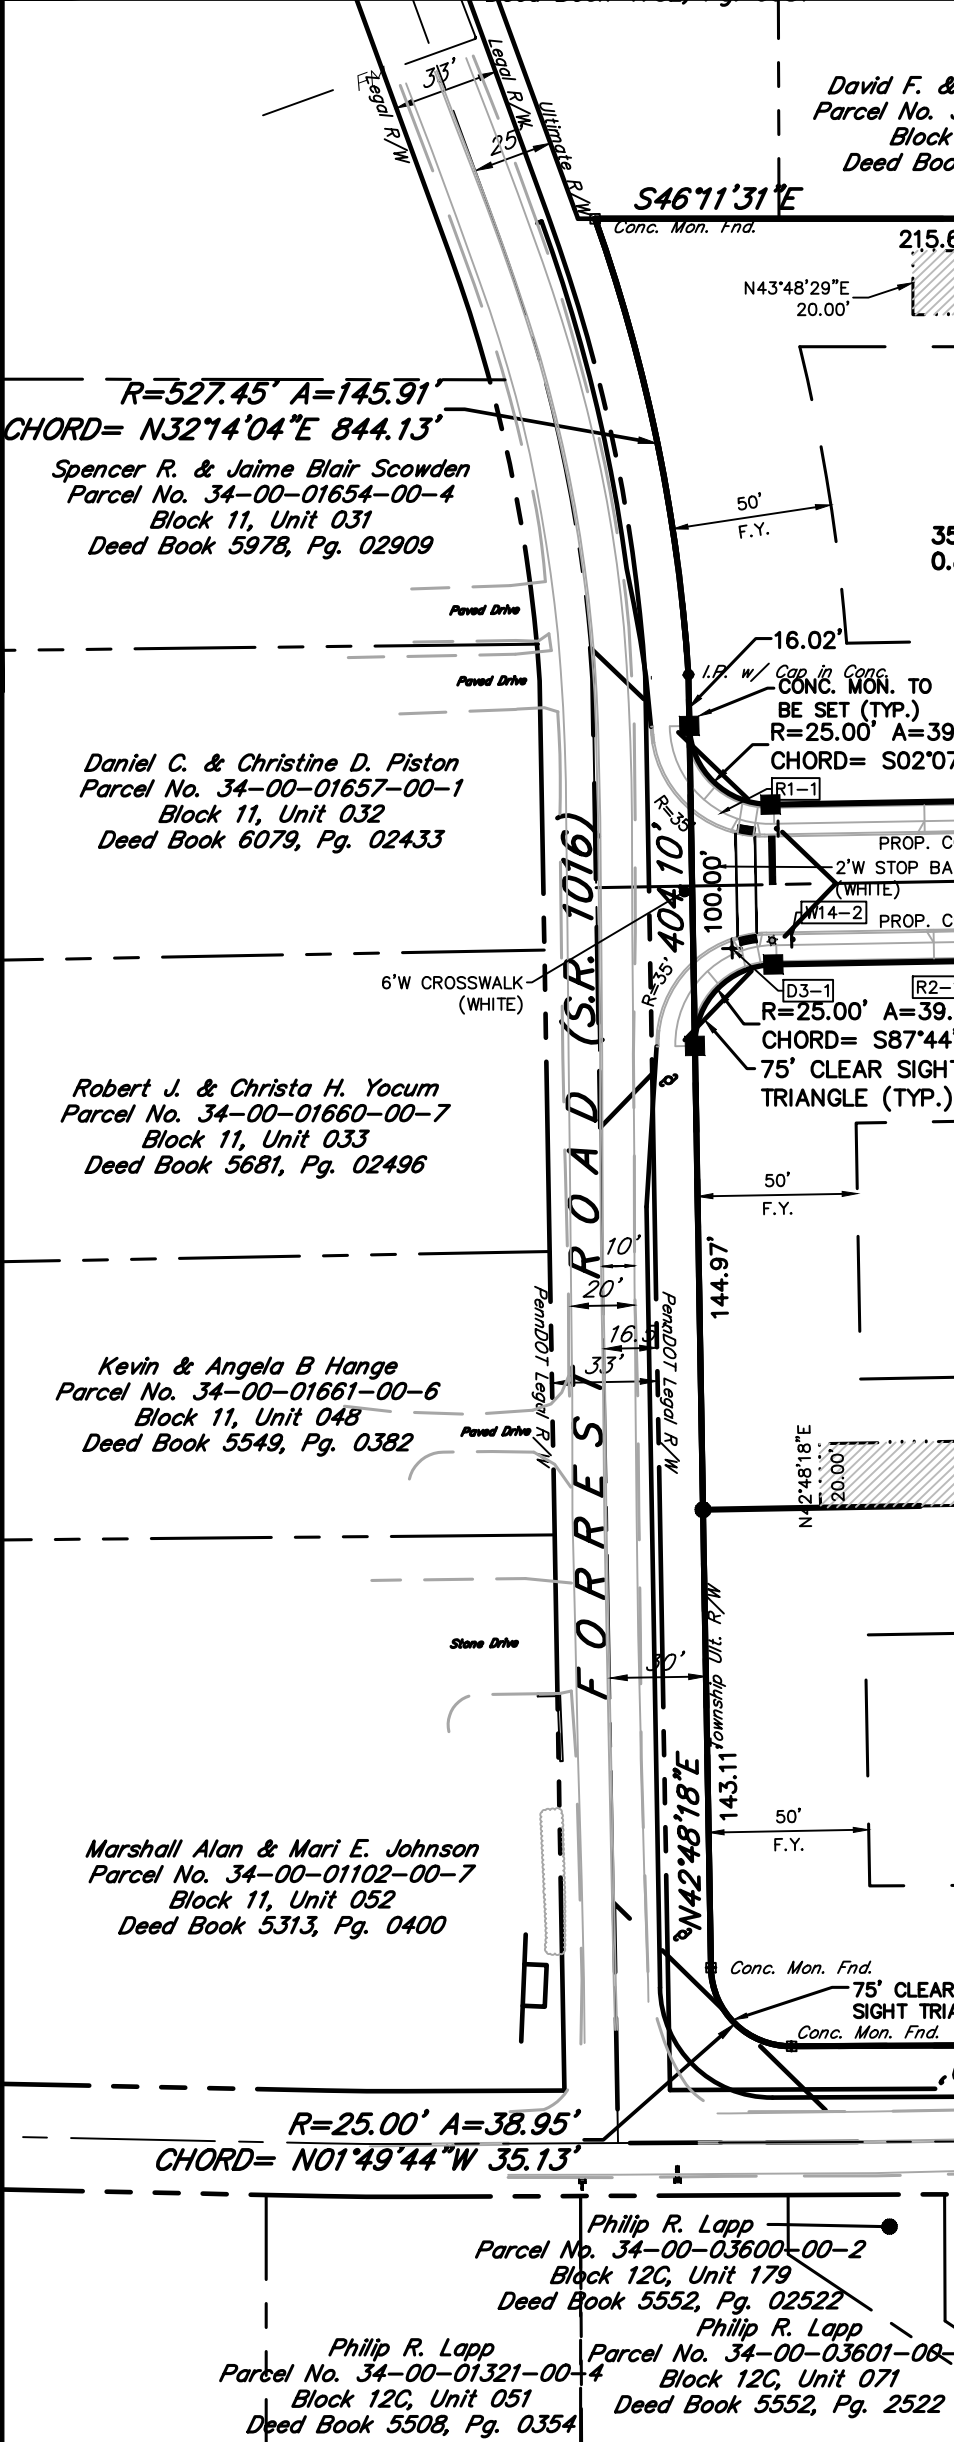 33'
Legal R/W
Legal R/W
25'
Ultimate R/W
David F. &
Parcel No.
Block
Deed Boo
S46°11'31"E
Conc. Mon. Fnd.
215.6
N43°48'29"E
20.00'
R=527.45' A=145.91'
CHORD= N32°14'04"E 844.13'
Spencer R. & Jaime Blair Scowden
Parcel No. 34-00-01654-00-4
Block 11, Unit 031
Deed Book 5978, Pg. 02909
50'
F.Y.
35
0.
Paved Drive
16.02'
I.P. w/ Cap in Conc.
CONC. MON. TO
BE SET (TYP.)
Paved Drive
R=25.00' A=39
CHORD= S02°07
Daniel C. & Christine D. Piston
Parcel No. 34-00-01657-00-1
Block 11, Unit 032
Deed Book 6079, Pg. 02433
R1-1
R=35'
PROP. C
2'W STOP BA
(WHITE)
404.10'
100.00'
W14-2
PROP. C
6'W CROSSWALK
(WHITE)
R=35'
D3-1
R2-
R=25.00' A=39.
CHORD= S87°44'
75' CLEAR SIGHT
TRIANGLE (TYP.)
Robert J. & Christa H. Yocum
Parcel No. 34-00-01660-00-7
Block 11, Unit 033
Deed Book 5681, Pg. 02496
50'
F.Y.
FORREST ROAD (S.R. 1016)
10'
20'
16.5'
33'
144.97'
PennDOT Legal R/W
PennDOT Legal R/W
Kevin & Angela B Hange
Parcel No. 34-00-01661-00-6
Block 11, Unit 048
Deed Book 5549, Pg. 0382
Paved Drive
N42°48'18"E
20.00'
Stone Drive
30'
Township Ult. R/W
N42°48'18"E
143.11'
50'
F.Y.
Marshall Alan & Mari E. Johnson
Parcel No. 34-00-01102-00-7
Block 11, Unit 052
Deed Book 5313, Pg. 0400
Conc. Mon. Fnd.
75' CLEAR
SIGHT TRIA
Conc. Mon. Fnd.
R=25.00' A=38.95'
CHORD= N01°49'44"W 35.13'
Philip R. Lapp
Parcel No. 34-00-03600-00-2
Block 12C, Unit 179
Deed Book 5552, Pg. 02522
Philip R. Lapp
Parcel No. 34-00-03601-00-
Block 12C, Unit 071
Deed Book 5552, Pg. 2522
Philip R. Lapp
Parcel No. 34-00-01321-00-4
Block 12C, Unit 051
Deed Book 5508, Pg. 0354